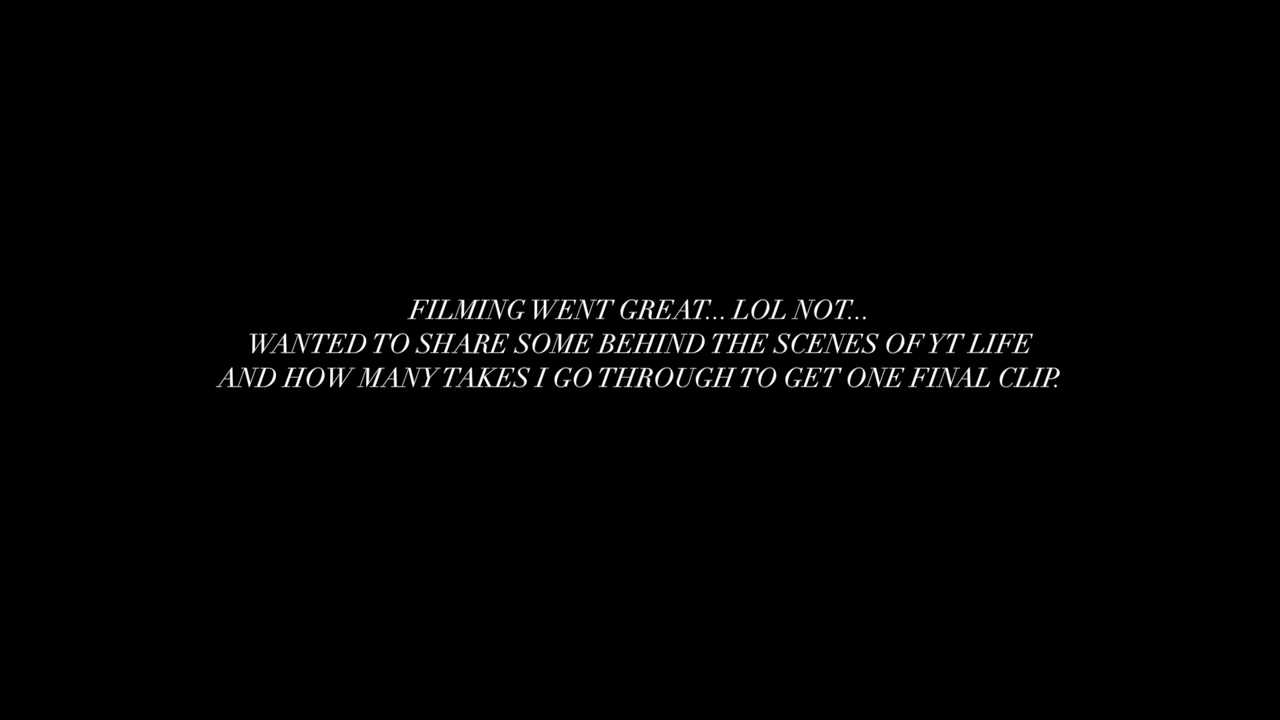 FILMING WENT GREAT... LOL NOT...
WANTED TO SHARE SOME BEHIND THE SCENES OF YT LIFE
AND HOW MANY TAKES I GO THROUGH TO GET ONE FINAL CLIP.